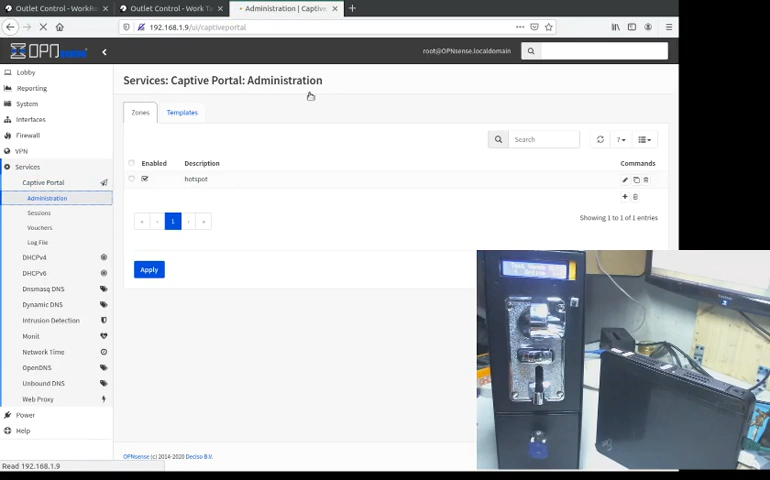 Outlet Control - WorkRo
Outlet Control - Work Ta
Administration | Captive
192.168.1.9/ui/captiveportal
OPNsense
root@OPNsense.localdomain
Lobby
Reporting
System
Interfaces
Firewall
VPN
Services
Captive Portal
Administration
Sessions
Vouchers
Log File
DHCPv4
DHCPv6
Dnsmasq DNS
Dynamic DNS
Intrusion Detection
Monit
Network Time
OpenDNS
Unbound DNS
Web Proxy
Power
Help
Services: Captive Portal: Administration
Zones
Templates
Search
7
Enabled
Description
Commands
hotspot
« ‹ 1 › »
Showing 1 to 1 of 1 entries
Apply
OPNsense (c) 2014-2020 Deciso B.V.
Read 192.168.1.9